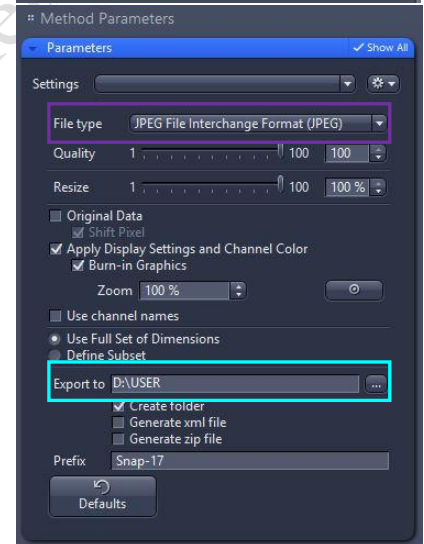 Method Parameters
Parameters Show All
Settings
File type JPEG File Interchange Format (JPEG)
Quality 1 100 100
Resize 1 100 100 %
Original Data
Shift Pixel
Apply Display Settings and Channel Color
Burn-in Graphics
Zoom 100 %
Use channel names
Use Full Set of Dimensions
Define Subset
Export to D:\USER ...
Create folder
Generate xml file
Generate zip file
Prefix Snap-17
Defaults